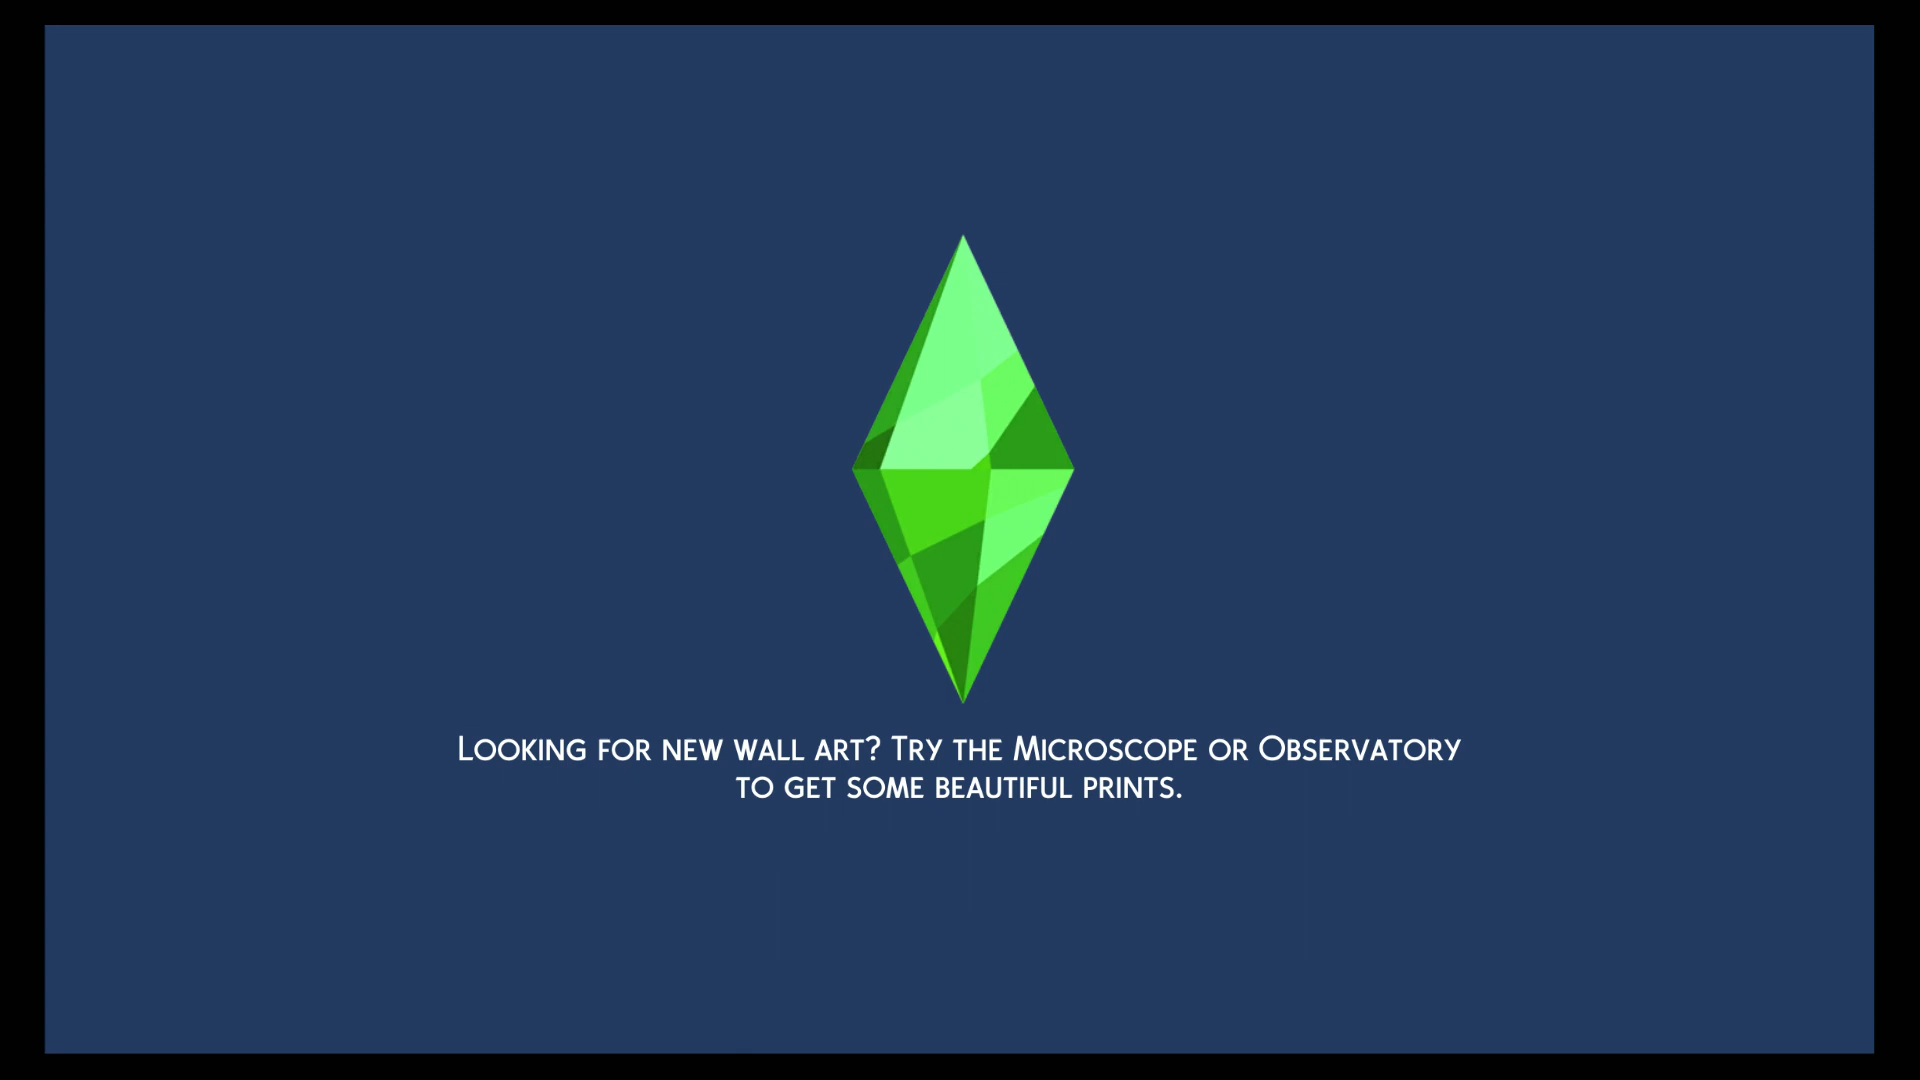 Looking for new wall art? Try the Microscope or Observatory
to get some beautiful prints.